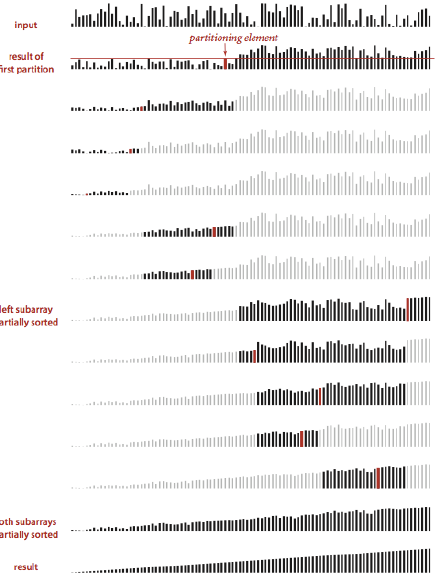 input
partitioning element
result of
first partition
left subarray
partially sorted
both subarrays
partially sorted
result